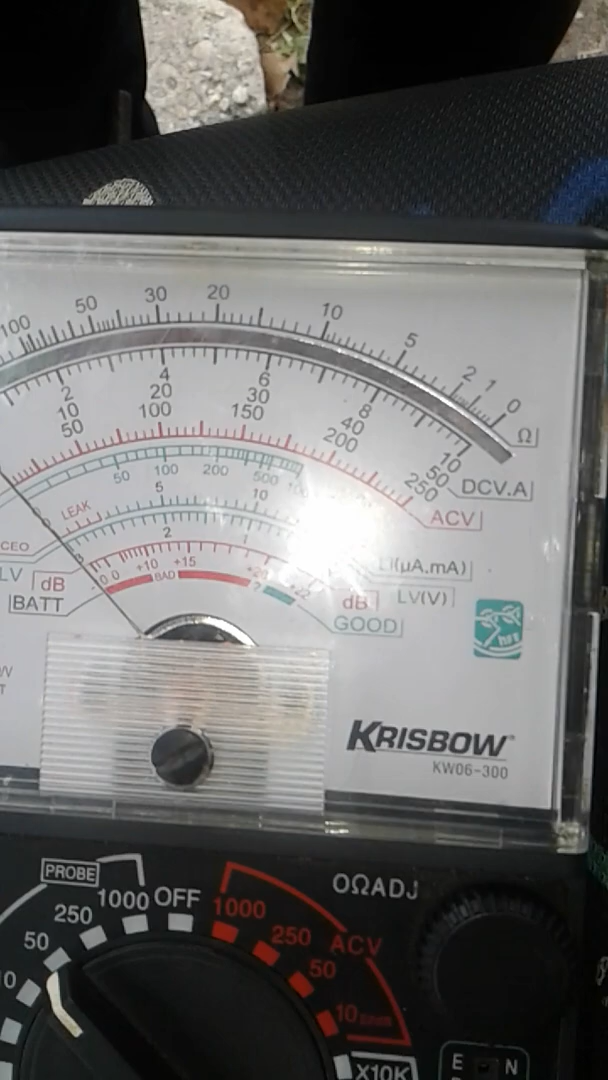 100 50 30 20 10 5 2 1 0 Ω
2 4 6 8 10
10 20 30 40 50 DCV.A
50 100 150 200 250 ACV
50 100 200 500
LEAK 5 10
CEO LI(μA.mA)
LV 2 1 LV(V)
dB 0 +10 +15 dB
BAD
BATT ? GOOD
KRISBOW
KW06-300
PROBE
1000 OFF 1000 0ΩADJ
250 250 ACV
50 50
10 10
X10K
E N